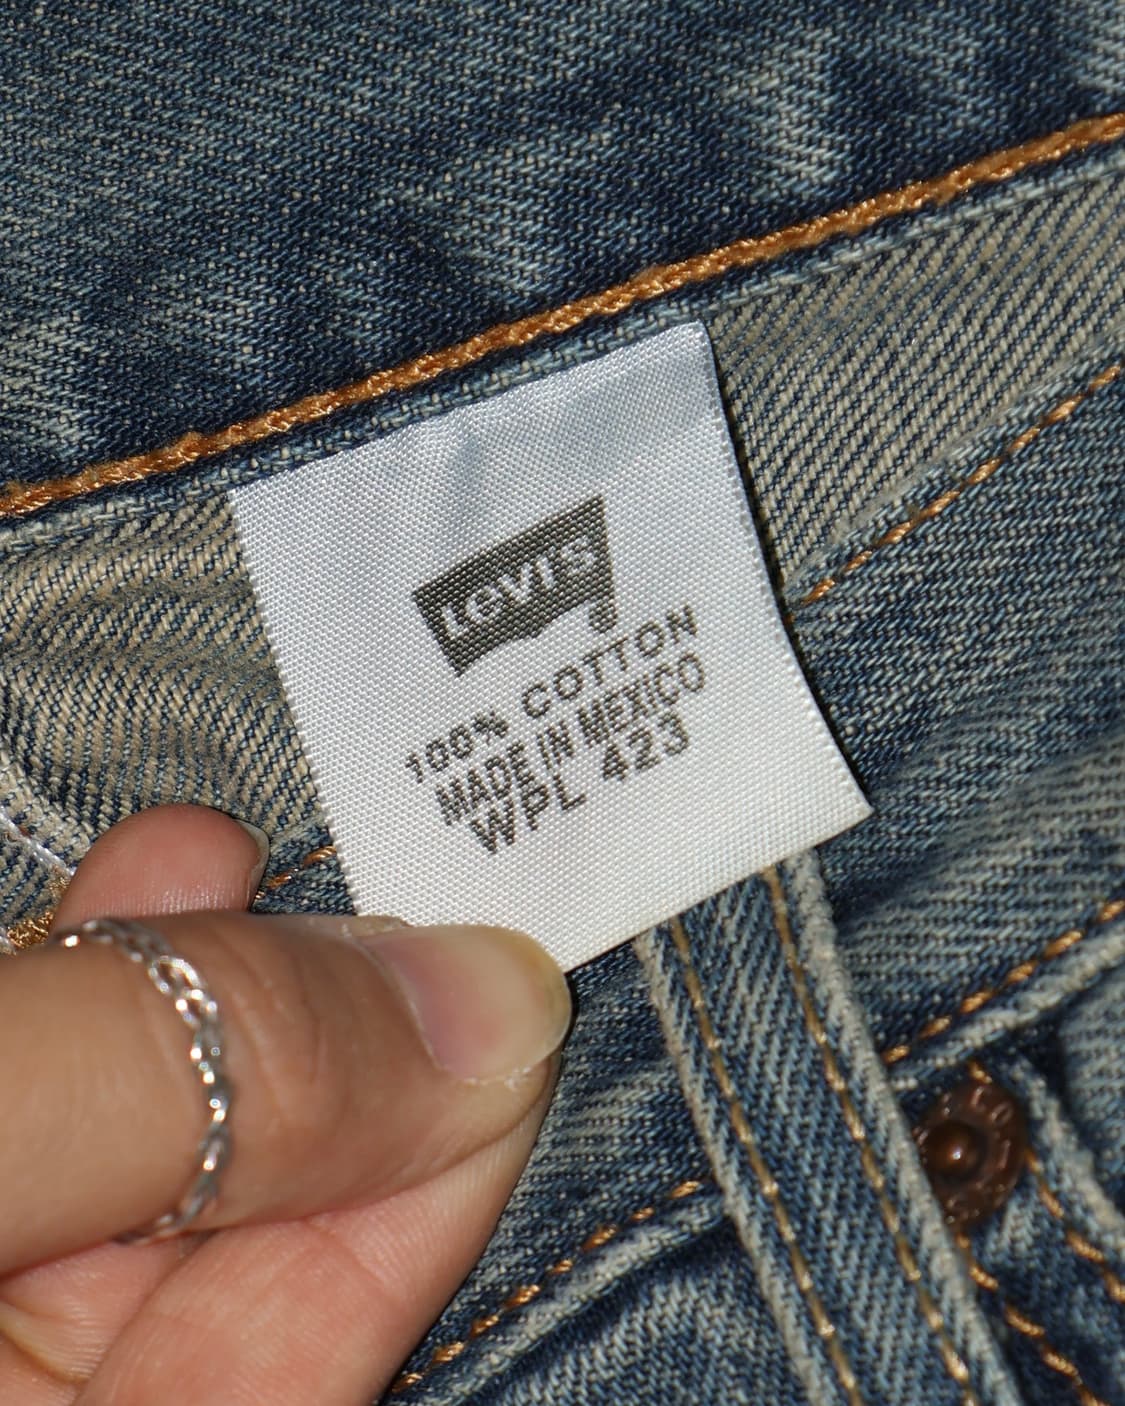 Levi's
100% COTTON
MADE IN MEXICO
WPL 423